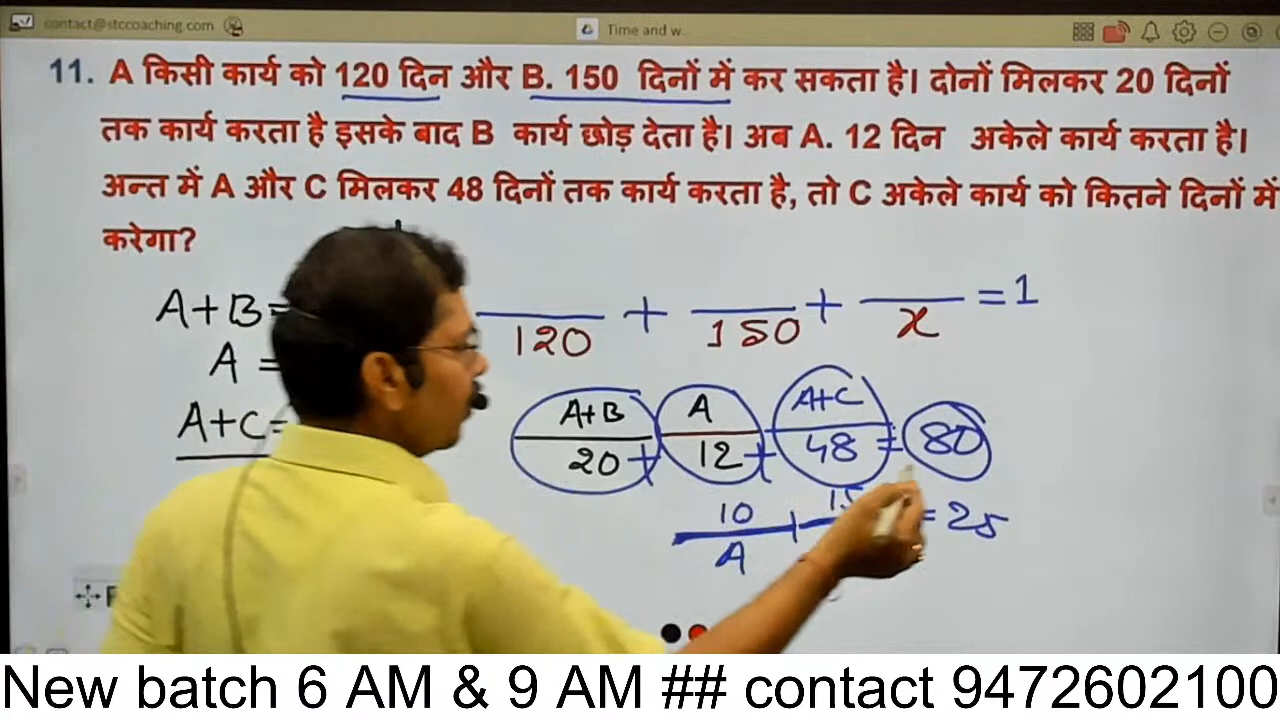 contact@stccoaching.com
Time and w...
11. A किसी कार्य को 120 दिन और B. 150 दिनों में कर सकता है। दोनों मिलकर 20 दिनों
तक कार्य करता है इसके बाद B कार्य छोड़ देता है। अब A. 12 दिन अकेले कार्य करता है।
अन्त में A और C मिलकर 48 दिनों तक कार्य करता है, तो C अकेले कार्य को कितने दिनों में
करेगा?
A+B=
120 + 150 + x = 1
A =
A+C=
A+B A A+C
20 + 12 + 48 = 80
10 15 = 25
A
New batch 6 AM & 9 AM ## contact 9472602100